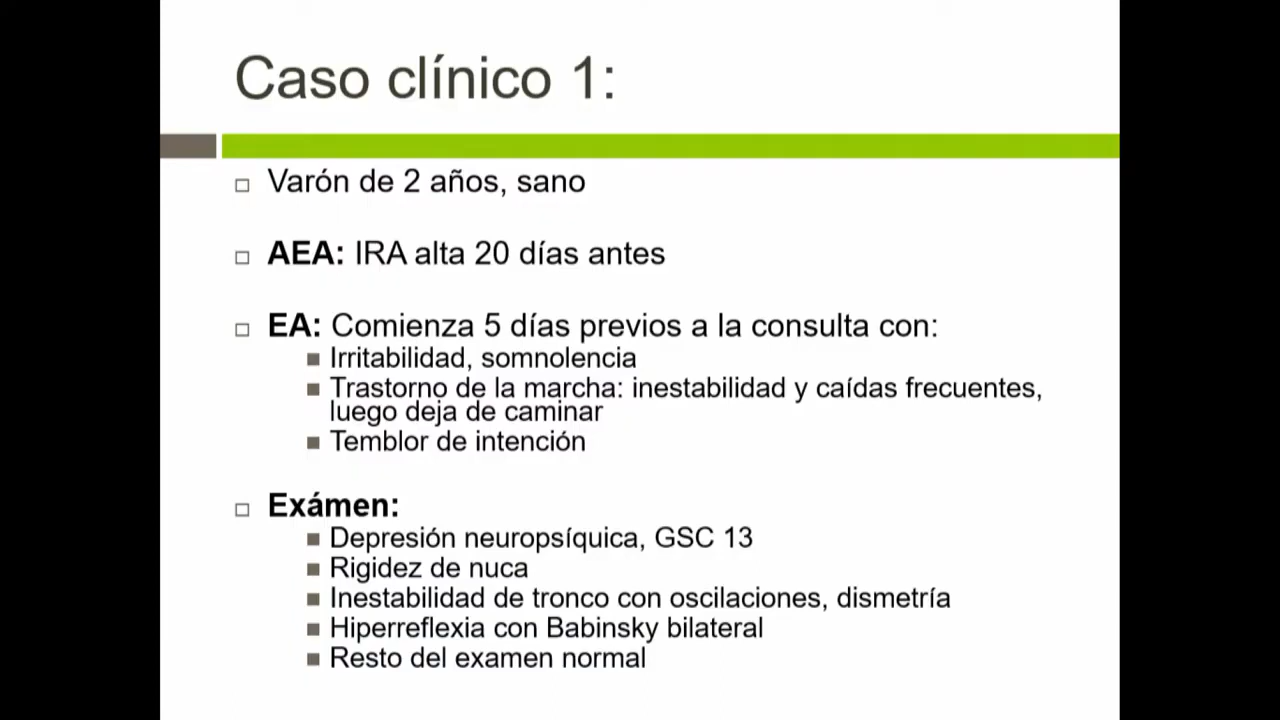 Caso clínico 1:
Varón de 2 años, sano
AEA: IRA alta 20 días antes
EA: Comienza 5 días previos a la consulta con:
Irritabilidad, somnolencia
Trastorno de la marcha: inestabilidad y caídas frecuentes,
luego deja de caminar
Temblor de intención
Exámen:
Depresión neuropsíquica, GSC 13
Rigidez de nuca
Inestabilidad de tronco con oscilaciones, dismetría
Hiperreflexia con Babinsky bilateral
Resto del examen normal